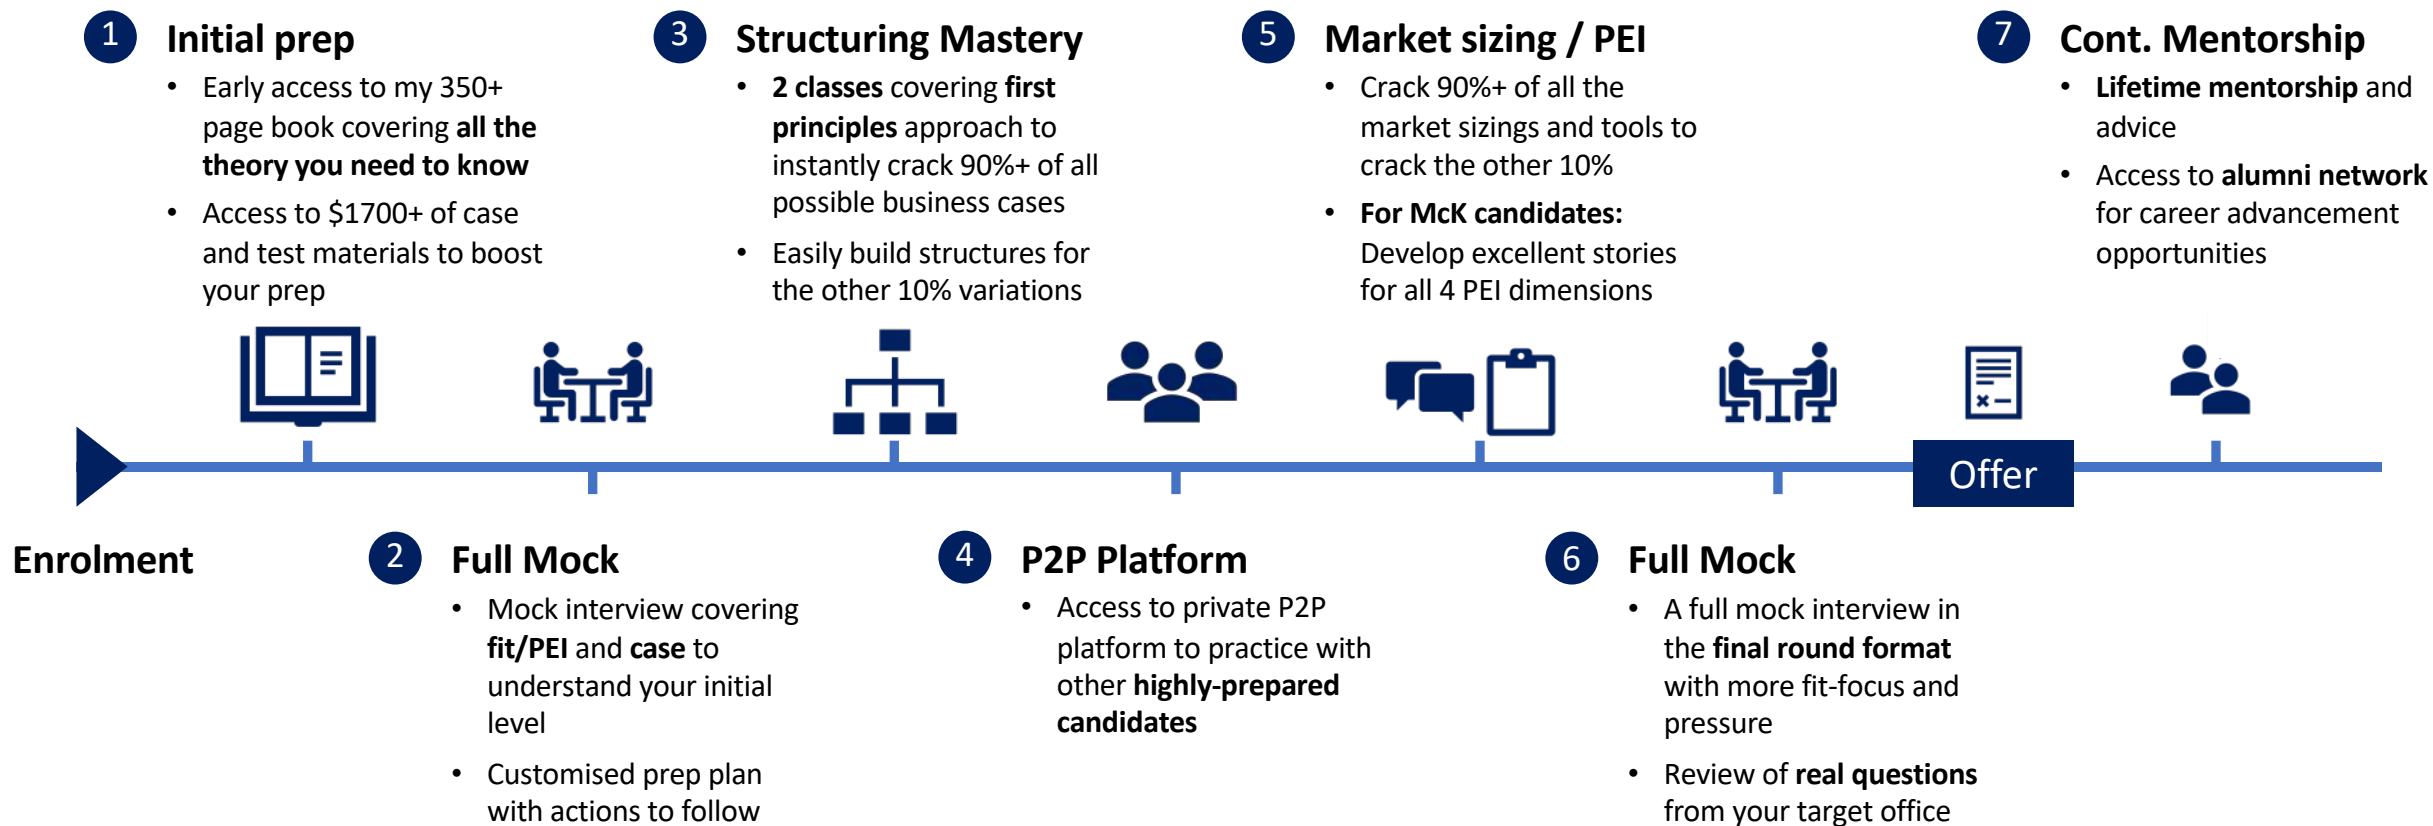 1 Initial prep
• Early access to my 350+
page book covering all the
theory you need to know
• Access to $1700+ of case
and test materials to boost
your prep
3 Structuring Mastery
• 2 classes covering first
principles approach to
instantly crack 90%+ of all
possible business cases
• Easily build structures for
the other 10% variations
5 Market sizing / PEI
• Crack 90%+ of all the
market sizings and tools to
crack the other 10%
• For McK candidates:
Develop excellent stories
for all 4 PEI dimensions
7 Cont. Mentorship
• Lifetime mentorship and
advice
• Access to alumni network
for career advancement
opportunities
Offer
Enrolment
2 Full Mock
• Mock interview covering
fit/PEI and case to
understand your initial
level
• Customised prep plan
with actions to follow
4 P2P Platform
• Access to private P2P
platform to practice with
other highly-prepared
candidates
6 Full Mock
• A full mock interview in
the final round format
with more fit-focus and
pressure
• Review of real questions
from your target office